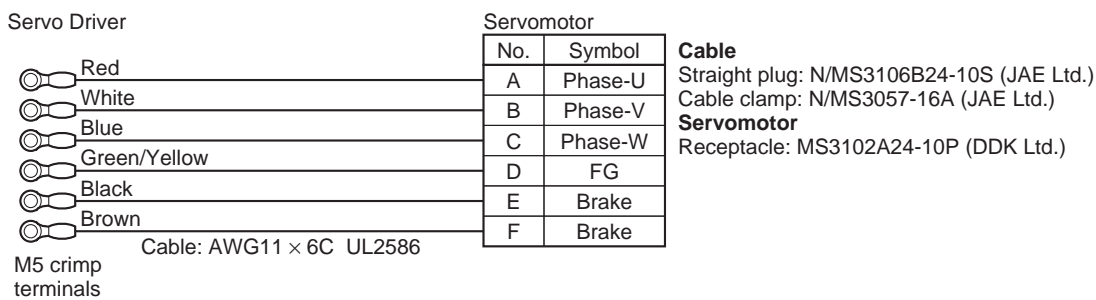 Servo Driver
Servomotor
No. Symbol
Red
A Phase-U
White
B Phase-V
Blue
C Phase-W
Green/Yellow
D FG
Black
E Brake
Brown
F Brake
Cable: AWG11 × 6C UL2586
M5 crimp
terminals
Cable
Straight plug: N/MS3106B24-10S (JAE Ltd.)
Cable clamp: N/MS3057-16A (JAE Ltd.)
Servomotor
Receptacle: MS3102A24-10P (DDK Ltd.)